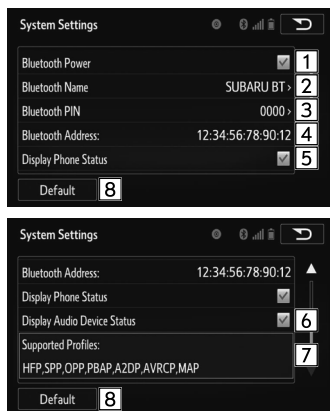 System Settings
Bluetooth Power 1
Bluetooth Name SUBARU BT › 2
Bluetooth PIN 0000 › 3
Bluetooth Address: 12:34:56:78:90:12 4
Display Phone Status 5
Default 8
System Settings
Bluetooth Address: 12:34:56:78:90:12
Display Phone Status
Display Audio Device Status 6
Supported Profiles: 7
HFP,SPP,OPP,PBAP,A2DP,AVRCP,MAP
Default 8